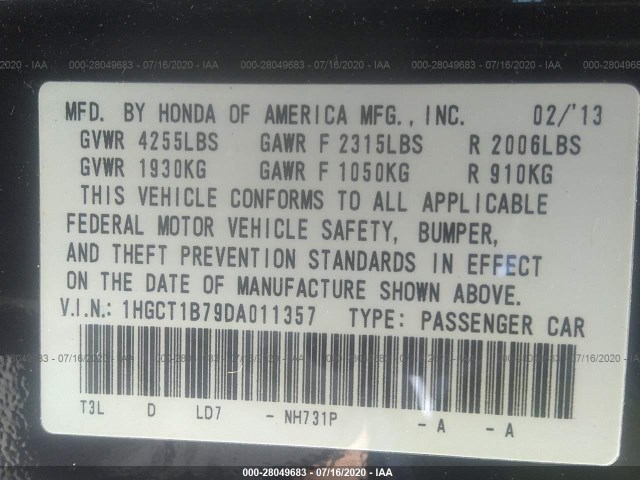 000-28049683 - 07/16/2020 - IAA
MFD. BY HONDA OF AMERICA MFG., INC. 02/'13
GVWR 4255LBS GAWR F 2315LBS R 2006LBS
GVWR 1930KG GAWR F 1050KG R 910KG
THIS VEHICLE CONFORMS TO ALL APPLICABLE
FEDERAL MOTOR VEHICLE SAFETY, BUMPER,
AND THEFT PREVENTION STANDARDS IN EFFECT
ON THE DATE OF MANUFACTURE SHOWN ABOVE.
V.I.N.: 1HGCT1B79DA011357 TYPE: PASSENGER CAR
T3L D LD7 - NH731P - A - A
000-28049683 - 07/16/2020 - IAA